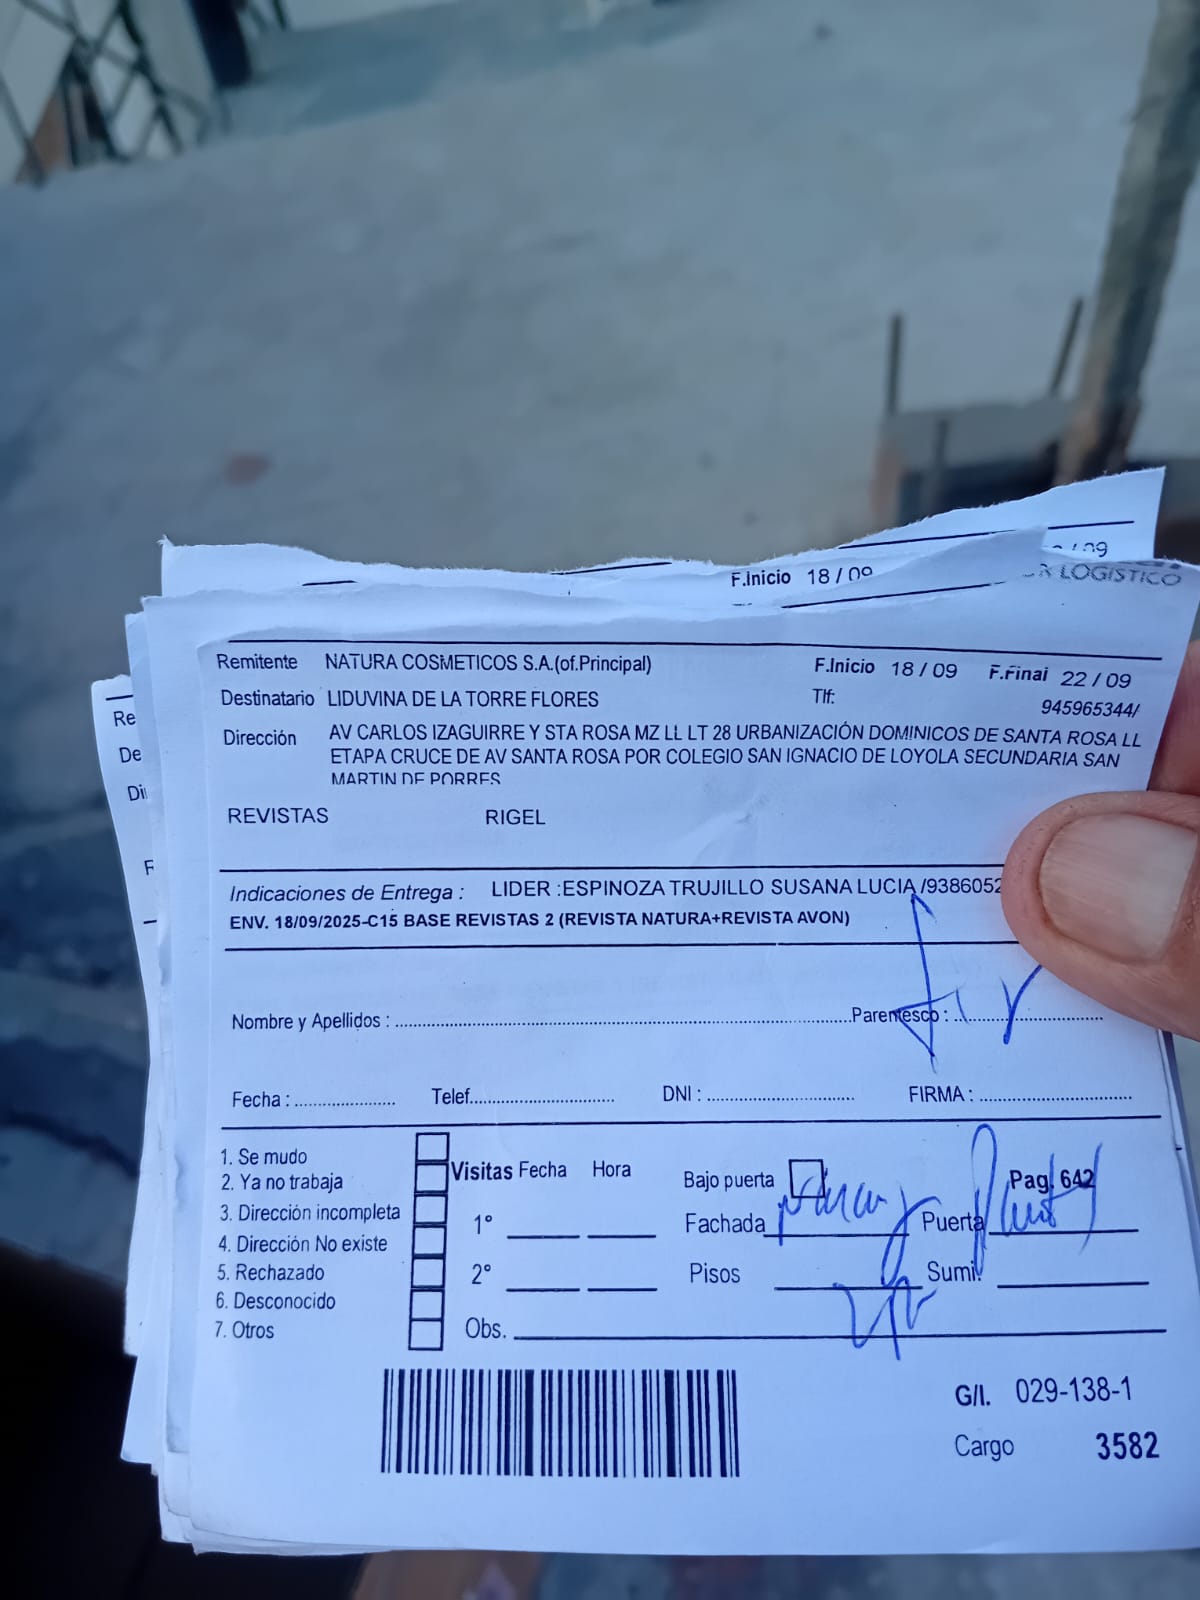 F.Inicio 18 / 09
/ 09
LOGISTICO
Remitente NATURA COSMETICOS S.A.(of.Principal) F.Inicio 18 / 09 F.Final 22 / 09
Destinatario LIDUVINA DE LA TORRE FLORES Tlf: 945965344/
Dirección AV CARLOS IZAGUIRRE Y STA ROSA MZ LL LT 28 URBANIZACIÓN DOMINICOS DE SANTA ROSA LL
ETAPA CRUCE DE AV SANTA ROSA POR COLEGIO SAN IGNACIO DE LOYOLA SECUNDARIA SAN
MARTIN DE PORRES
REVISTAS RIGEL
Indicaciones de Entrega : LIDER :ESPINOZA TRUJILLO SUSANA LUCIA /9386052
ENV. 18/09/2025-C15 BASE REVISTAS 2 (REVISTA NATURA+REVISTA AVON)
Nombre y Apellidos : Parentesco :
Fecha : Telef. DNI : FIRMA :
1. Se mudo
2. Ya no trabaja
3. Dirección incompleta
4. Dirección No existe
5. Rechazado
6. Desconocido
7. Otros
Visitas Fecha Hora
1°
2°
Obs.
Bajo puerta Pag. 642
Fachada Puerta
Pisos Sumi.
G/l. 029-138-1
Cargo 3582
Re
De
Di
F